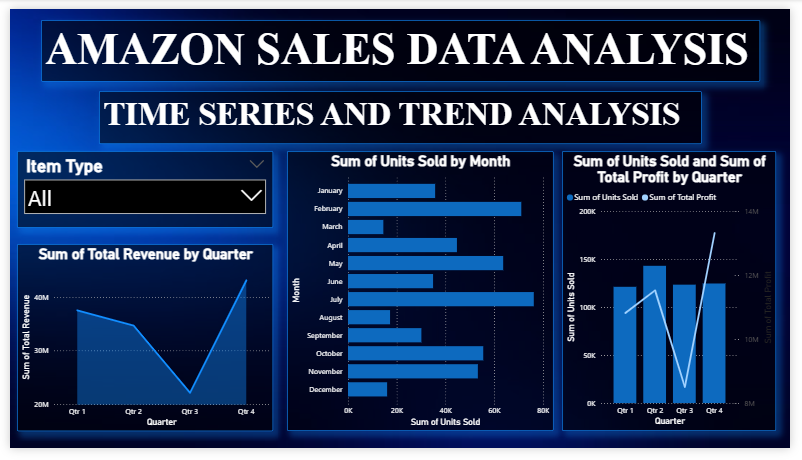 AMAZON SALES DATA ANALYSIS
TIME SERIES AND TREND ANALYSIS
Item Type
All
Sum of Total Revenue by Quarter
Sum of Total Revenue
40M
30M
20M
Qtr 1 Qtr 2 Qtr 3 Qtr 4
Quarter
Sum of Units Sold by Month
Month
January
February
March
April
May
June
July
August
September
October
November
December
0K 20K 40K 60K 80K
Sum of Units Sold
Sum of Units Sold and Sum of
Total Profit by Quarter
Sum of Units Sold Sum of Total Profit
Sum of Units Sold
200K
150K
100K
50K
0K
14M
12M
10M
8M
Sum of Total Profit
Qtr 1 Qtr 2 Qtr 3 Qtr 4
Quarter